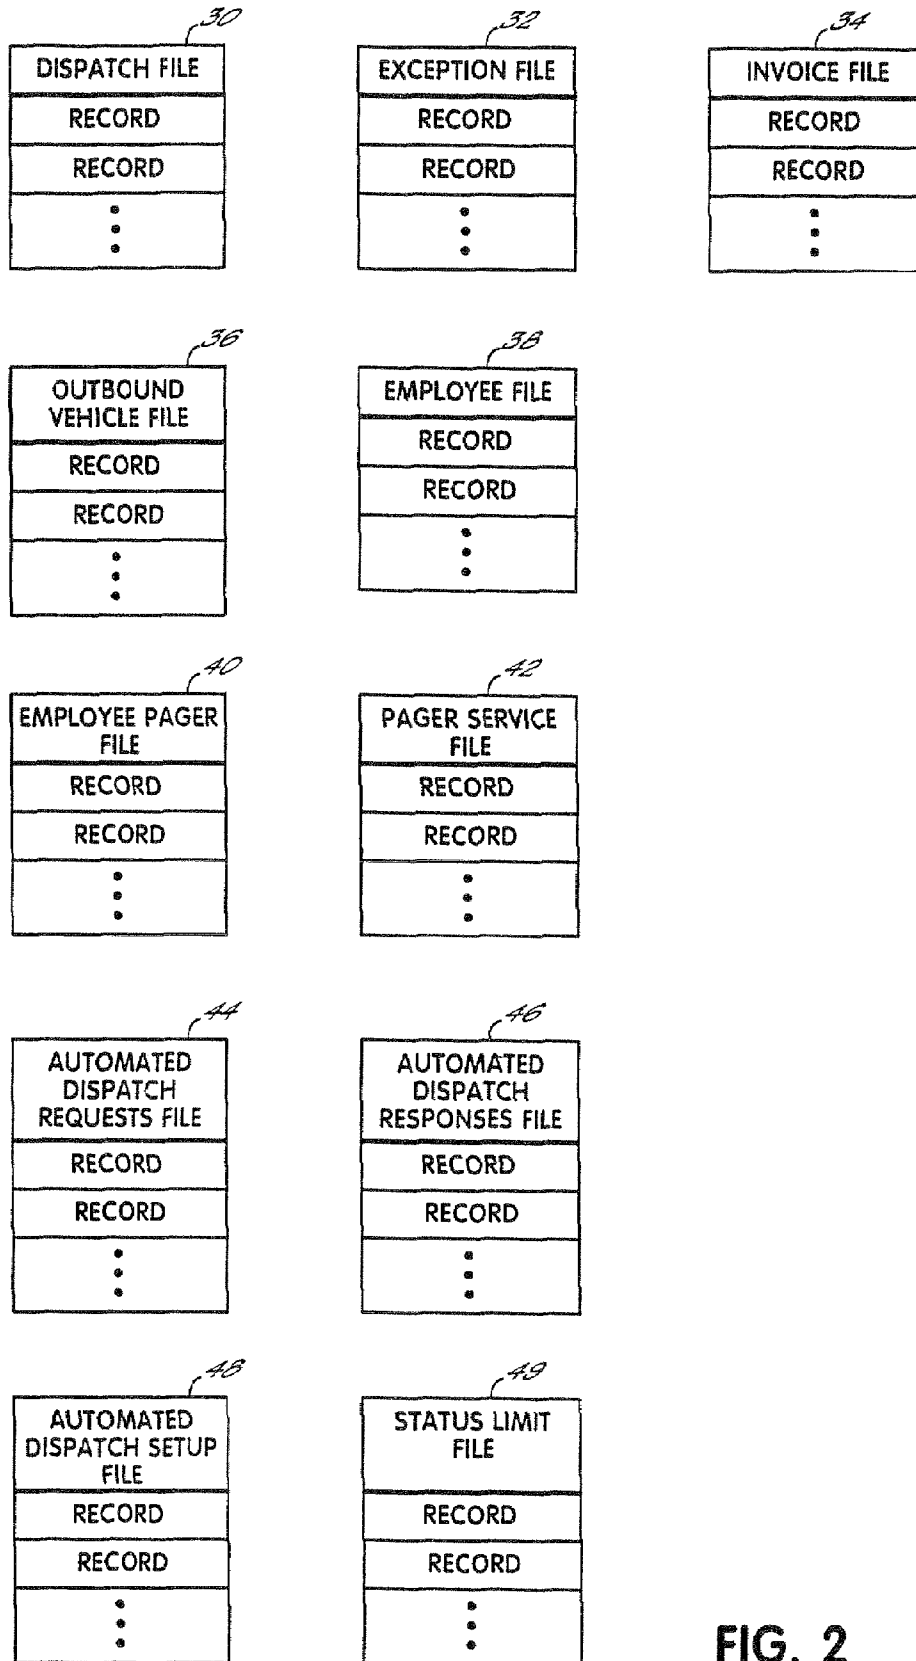 30
DISPATCH FILE
RECORD
RECORD
32
EXCEPTION FILE
RECORD
RECORD
34
INVOICE FILE
RECORD
RECORD
36
OUTBOUND
VEHICLE FILE
RECORD
RECORD
38
EMPLOYEE FILE
RECORD
RECORD
40
EMPLOYEE PAGER
FILE
RECORD
RECORD
42
PAGER SERVICE
FILE
RECORD
RECORD
44
AUTOMATED
DISPATCH
REQUESTS FILE
RECORD
RECORD
46
AUTOMATED
DISPATCH
RESPONSES FILE
RECORD
RECORD
48
AUTOMATED
DISPATCH SETUP
FILE
RECORD
RECORD
49
STATUS LIMIT
FILE
RECORD
RECORD
FIG. 2